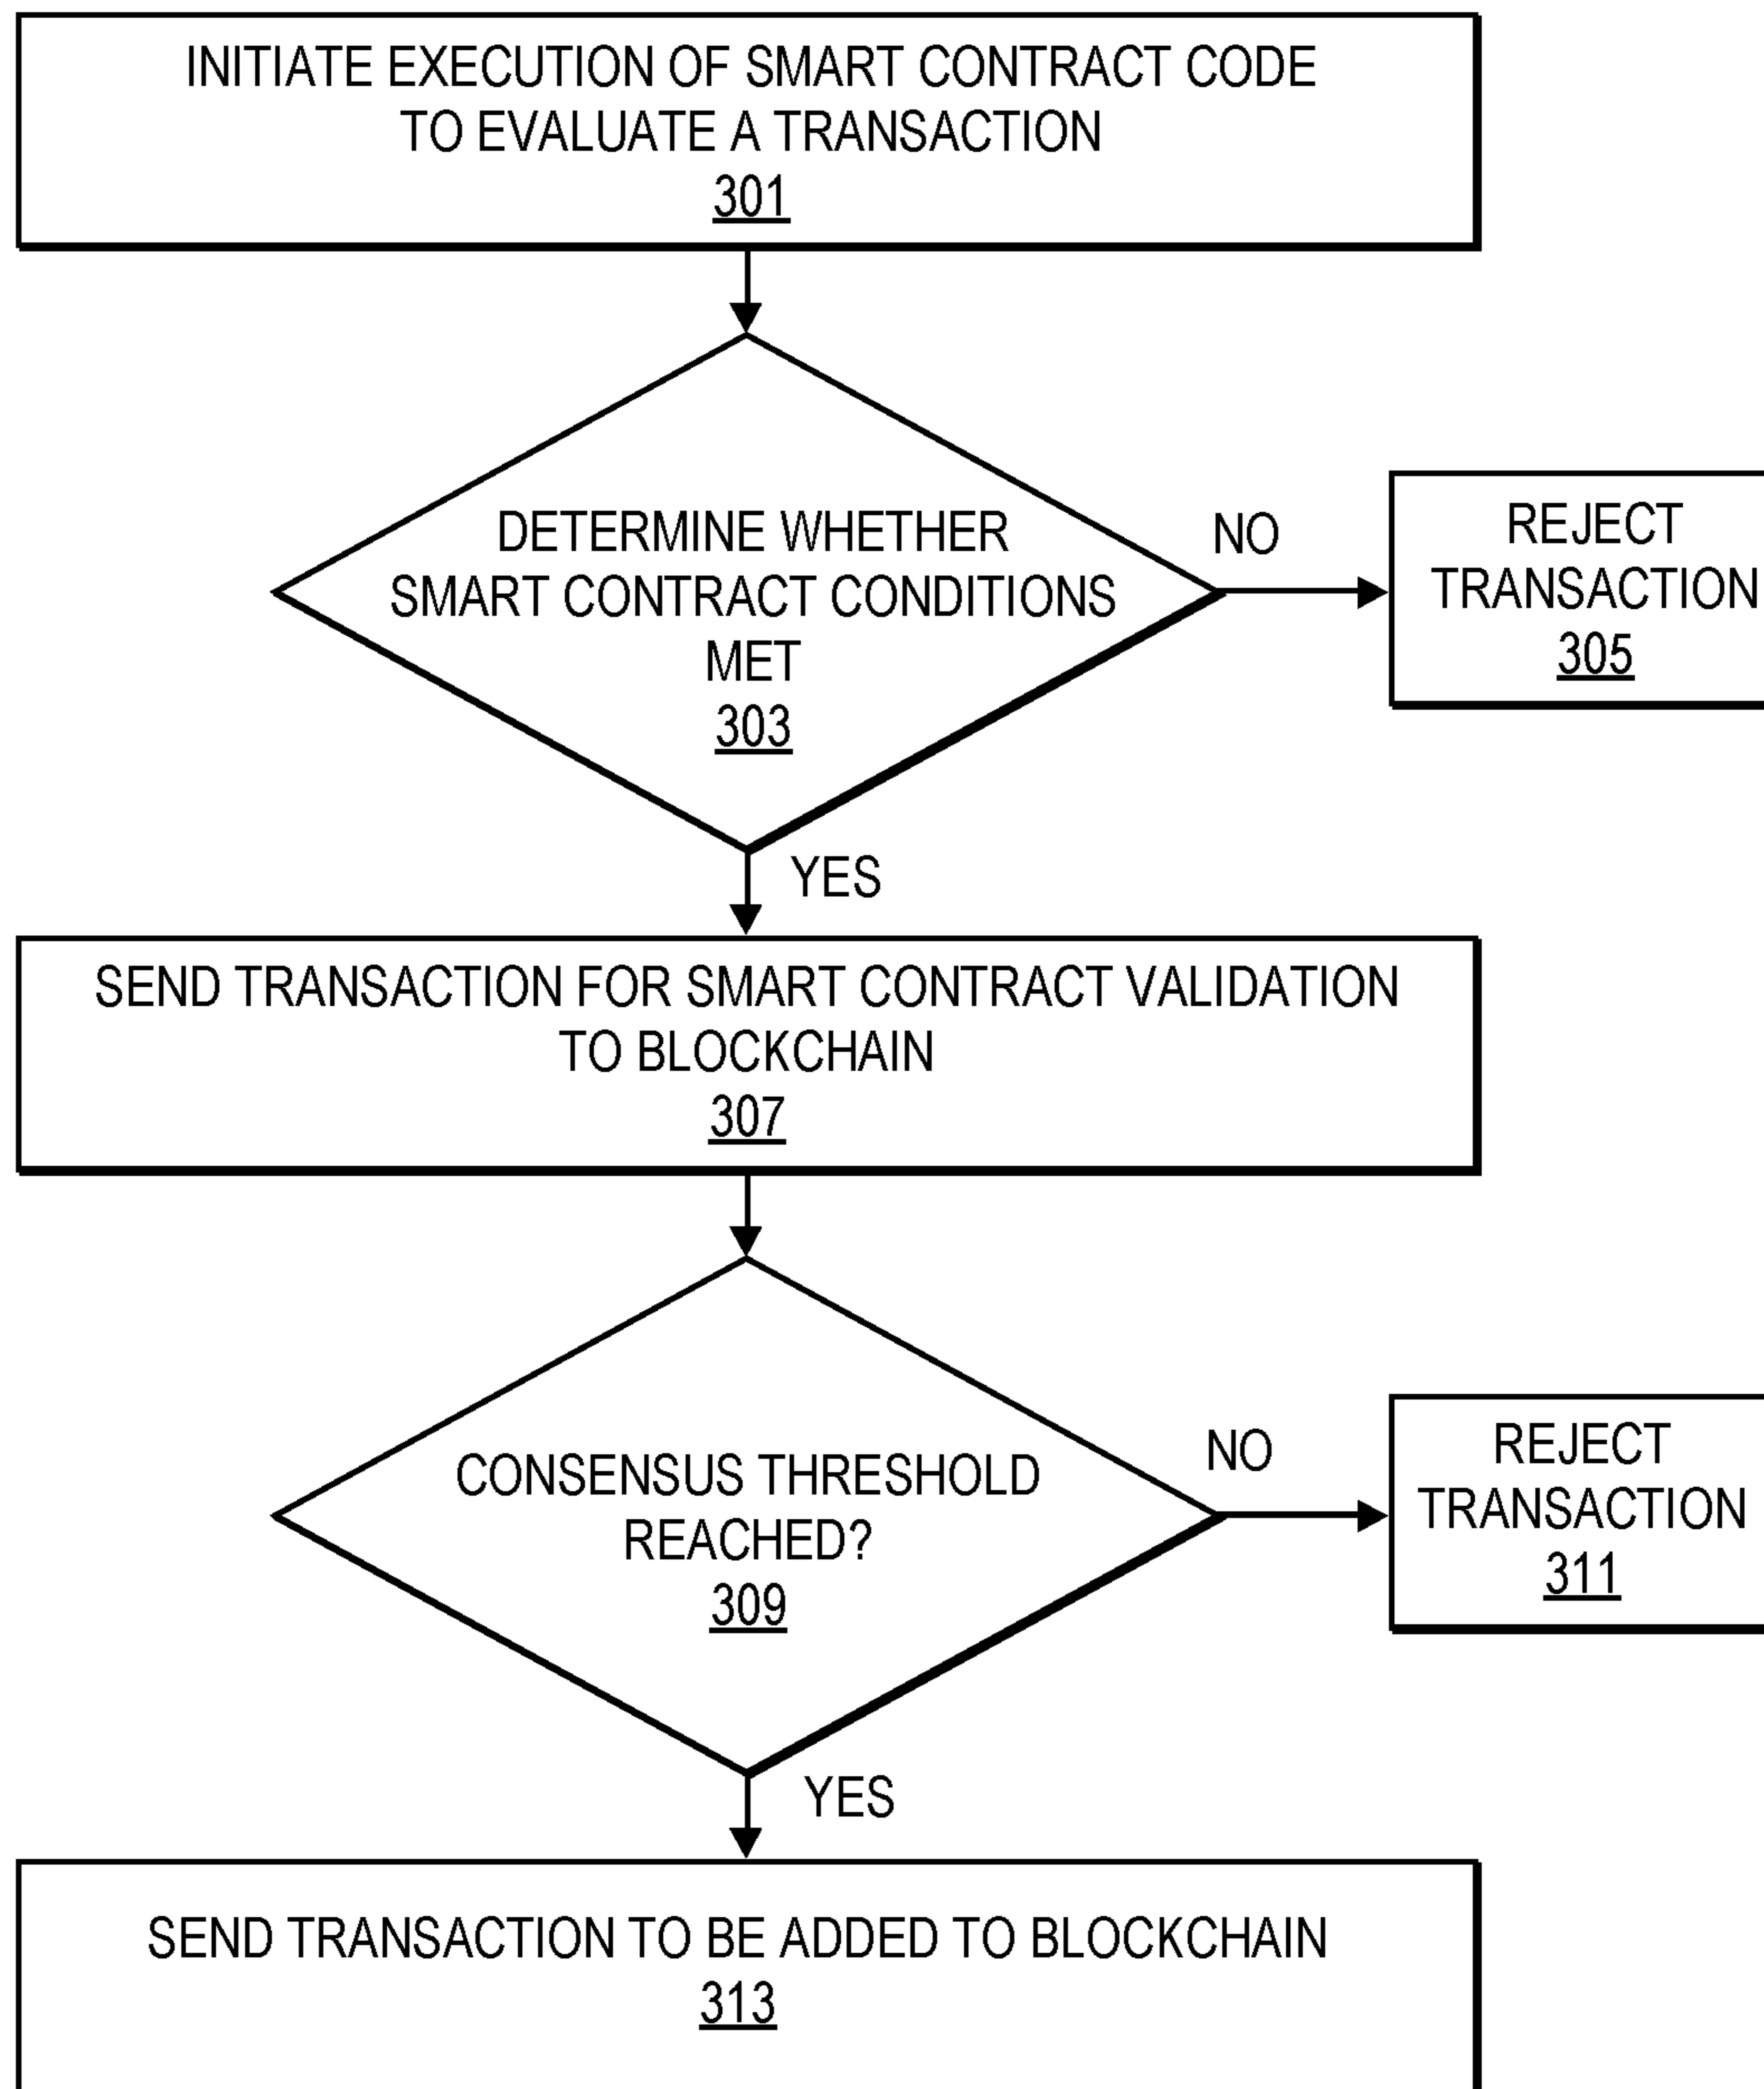 INITIATE EXECUTION OF SMART CONTRACT CODE
TO EVALUATE A TRANSACTION
301
DETERMINE WHETHER
SMART CONTRACT CONDITIONS
MET
303
NO
REJECT
TRANSACTION
305
YES
SEND TRANSACTION FOR SMART CONTRACT VALIDATION
TO BLOCKCHAIN
307
CONSENSUS THRESHOLD
REACHED?
309
NO
REJECT
TRANSACTION
311
YES
SEND TRANSACTION TO BE ADDED TO BLOCKCHAIN
313